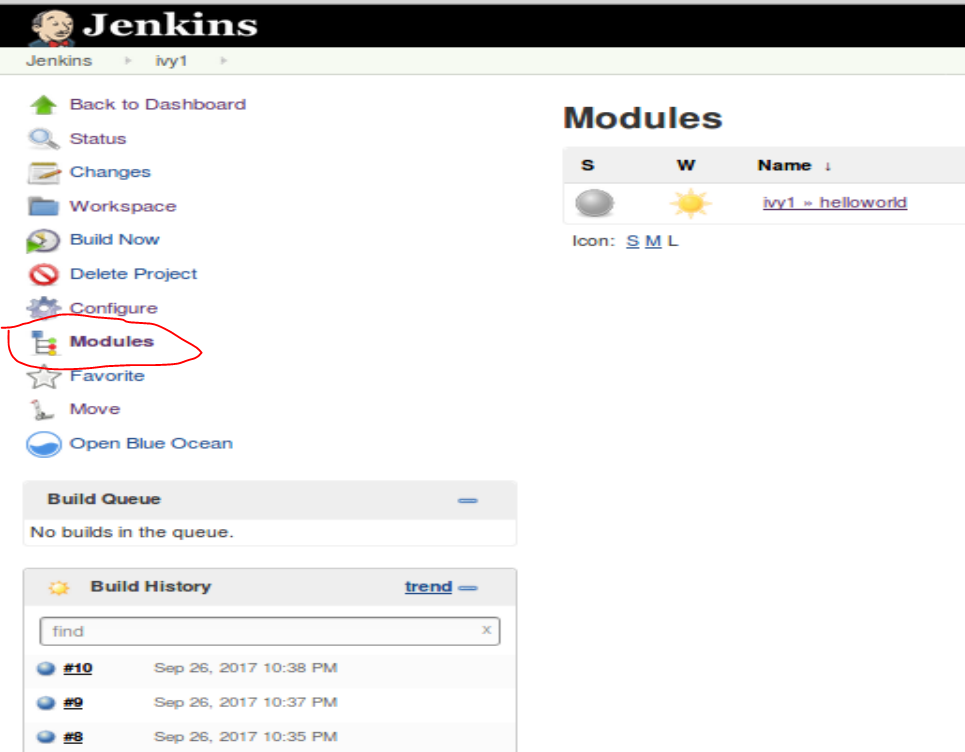 Jenkins
Jenkins ivy1
Back to Dashboard
Status
Changes
Workspace
Build Now
Delete Project
Configure
Modules
Favorite
Move
Open Blue Ocean
Build Queue
No builds in the queue.
Build History trend
find x
#10 Sep 26, 2017 10:38 PM
#9 Sep 26, 2017 10:37 PM
#8 Sep 26, 2017 10:35 PM
Modules
S W Name ↓
ivy1 » helloworld
Icon: S M L